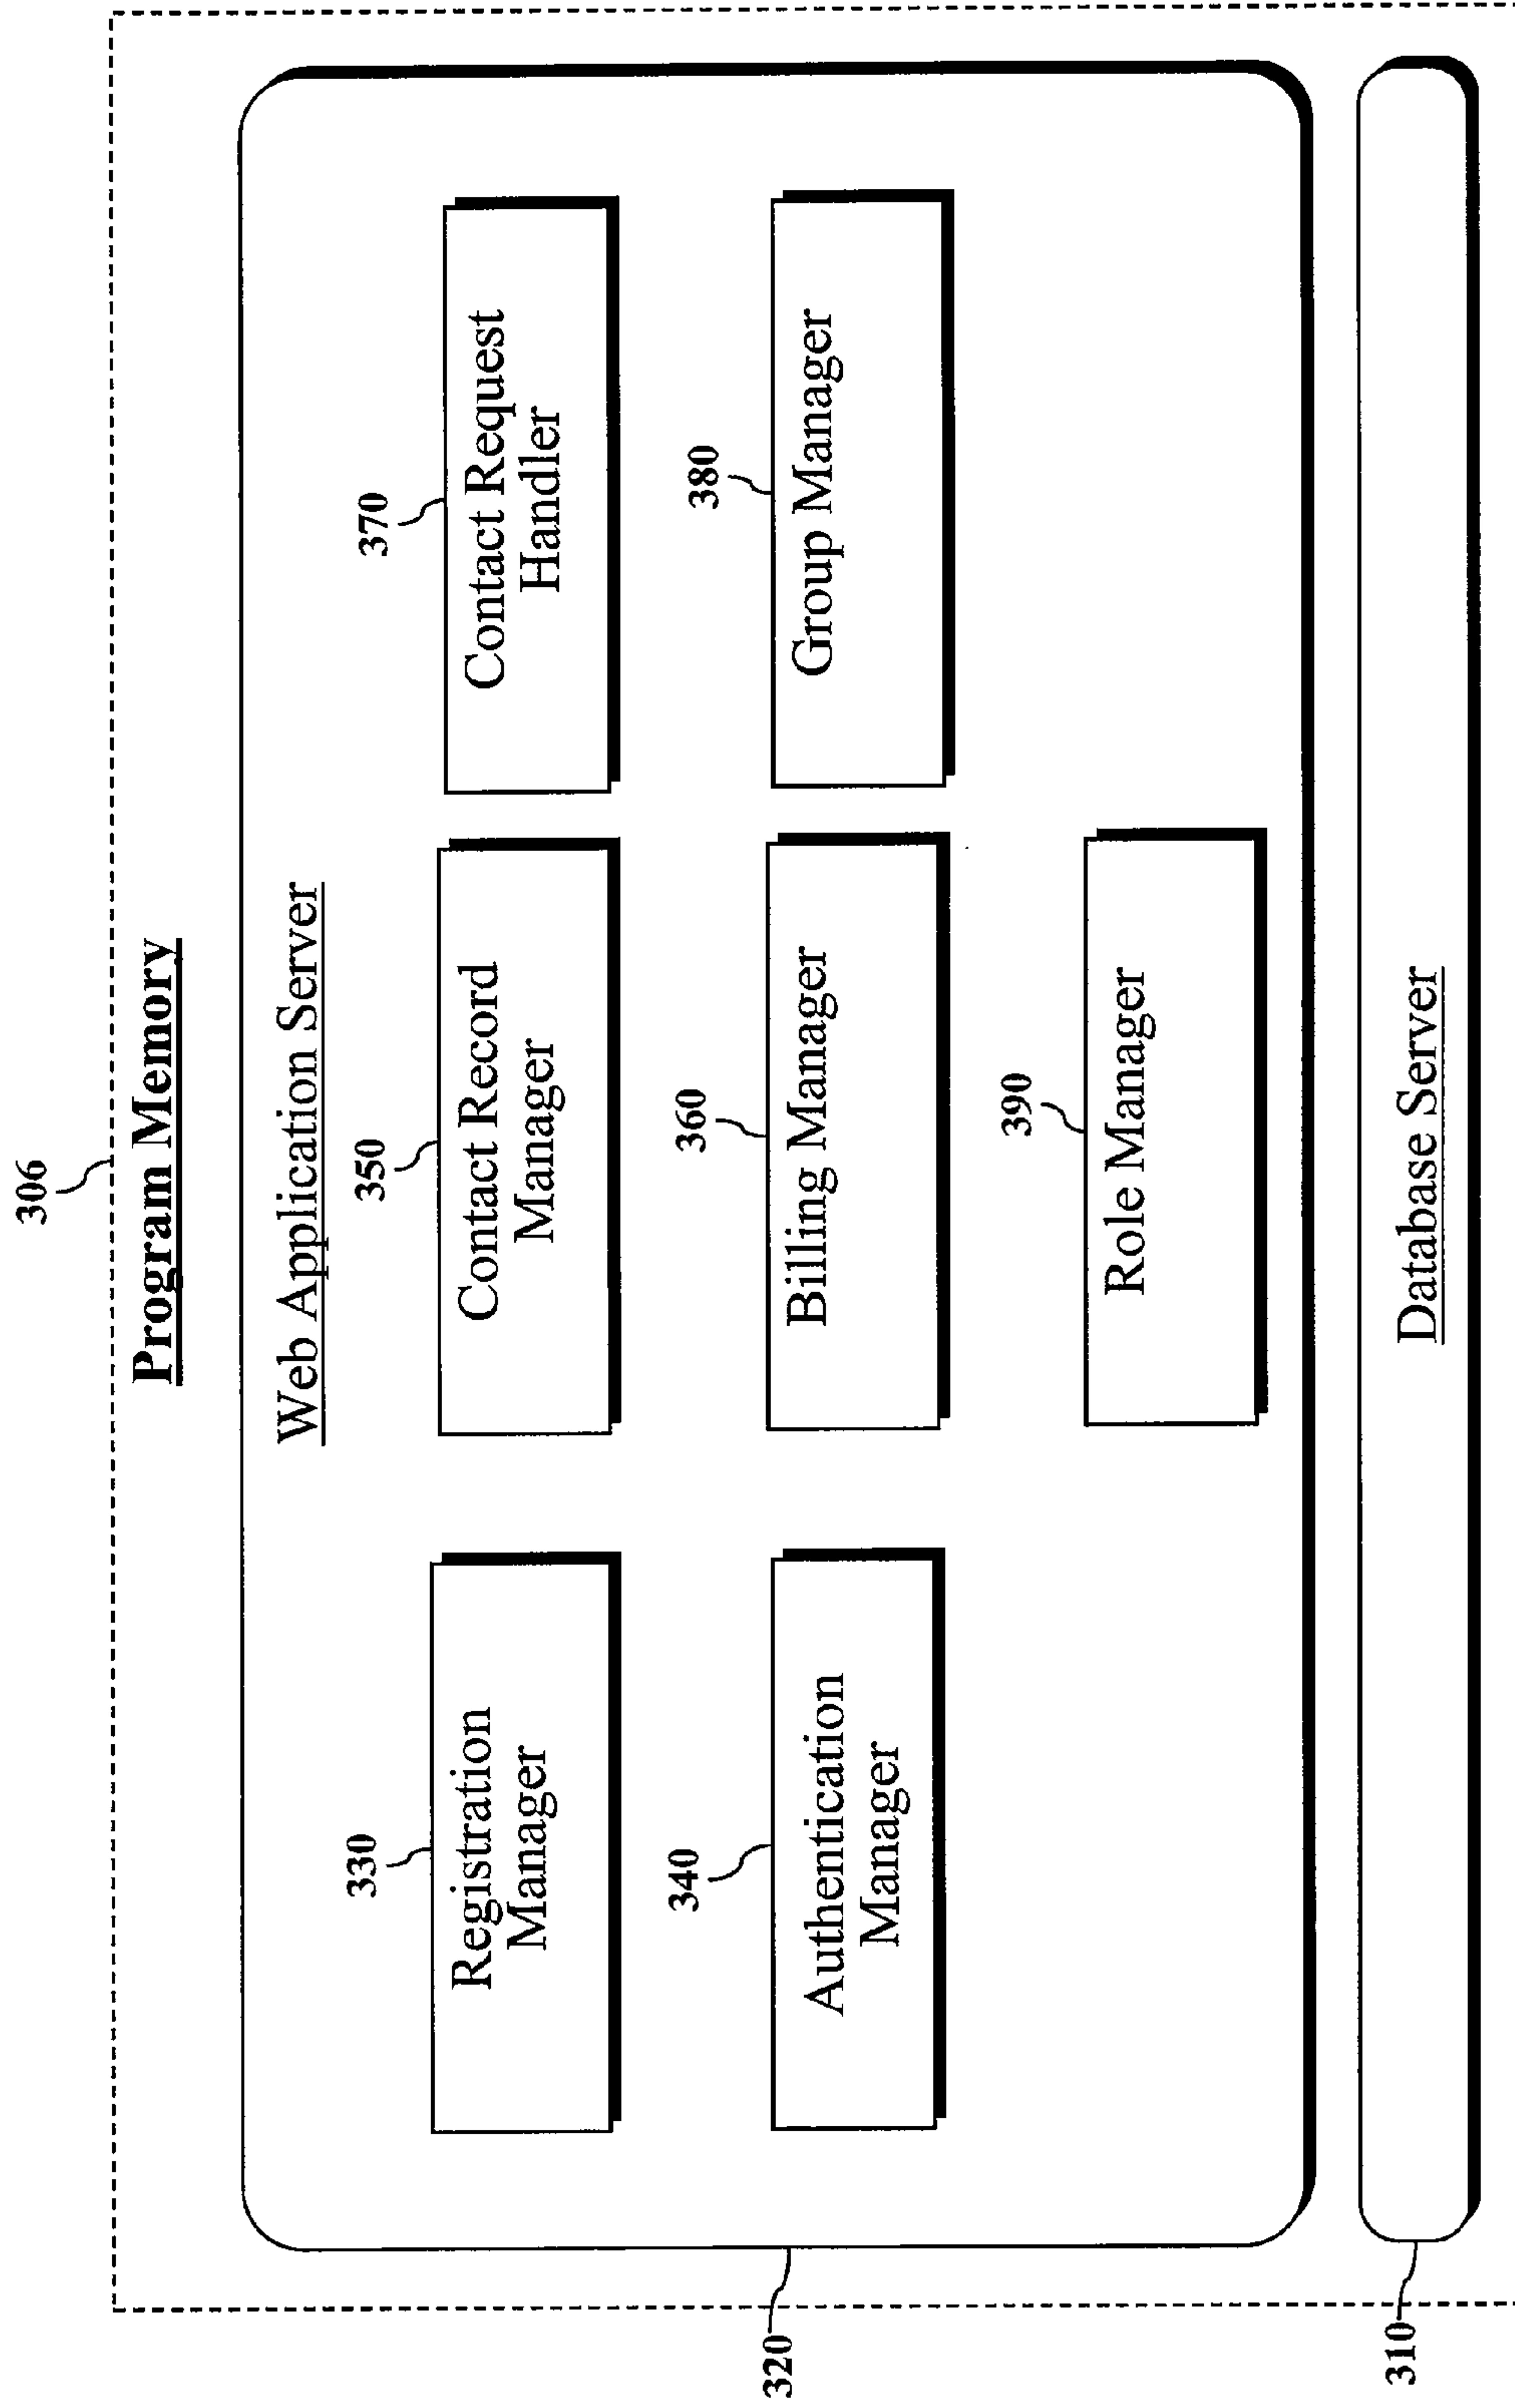 306
Program Memory
Web Application Server
330
Registration
Manager
350
Contact Record
Manager
370
Contact Request
Handler
340
Authentication
Manager
360
Billing Manager
380
Group Manager
390
Role Manager
320
Database Server
310